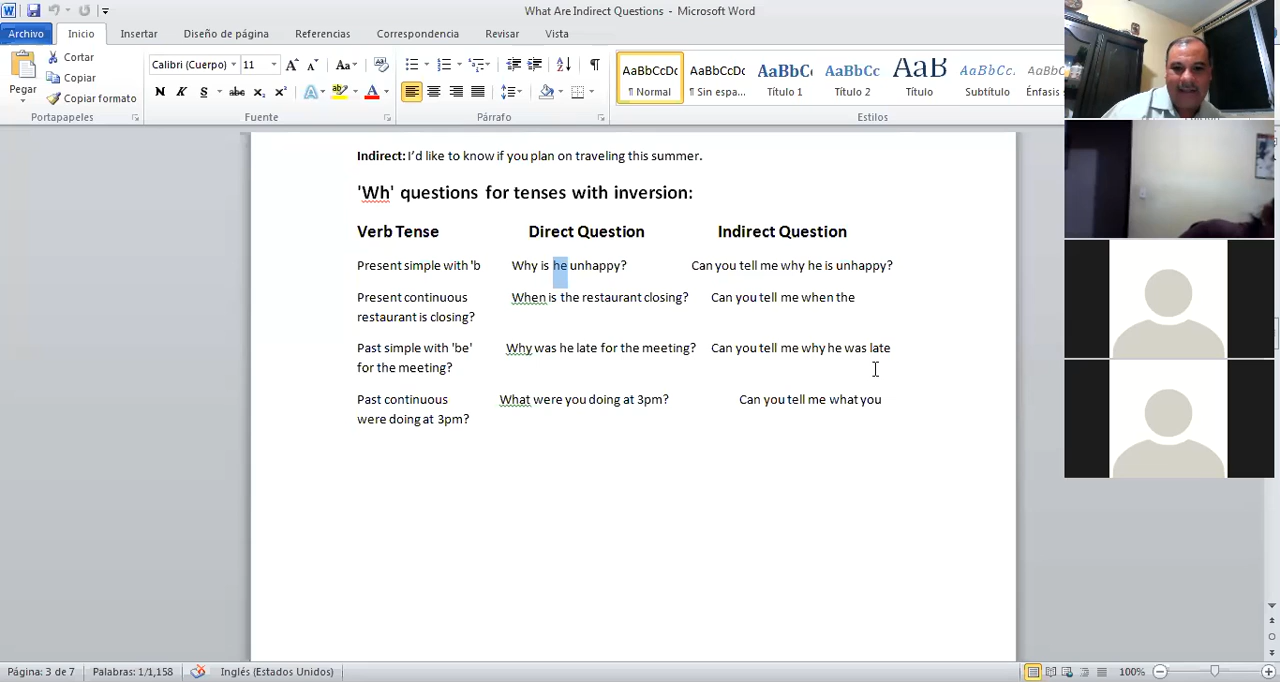 What Are Indirect Questions - Microsoft Word
Archivo Inicio Insertar Diseño de página Referencias Correspondencia Revisar Vista
Cortar
Copiar
Copiar formato
Pegar
Portapapeles
Calibri (Cuerpo) 11
Fuente
Párrafo
AaBbCcDc AaBbCcDc AaBbC AaBbCc AaB AaBbCc. AaBbCc
¶ Normal ¶ Sin espa... Título 1 Título 2 Título Subtítulo Énfasis
Estilos
Indirect: I'd like to know if you plan on traveling this summer.
'Wh' questions for tenses with inversion:
Verb Tense Direct Question Indirect Question
Present simple with 'b Why is he unhappy? Can you tell me why he is unhappy?
Present continuous When is the restaurant closing? Can you tell me when the
restaurant is closing?
Past simple with 'be' Why was he late for the meeting? Can you tell me why he was late
for the meeting?
Past continuous What were you doing at 3pm? Can you tell me what you
were doing at 3pm?
Página: 3 de 7 Palabras: 1/1,158 Inglés (Estados Unidos) 100%